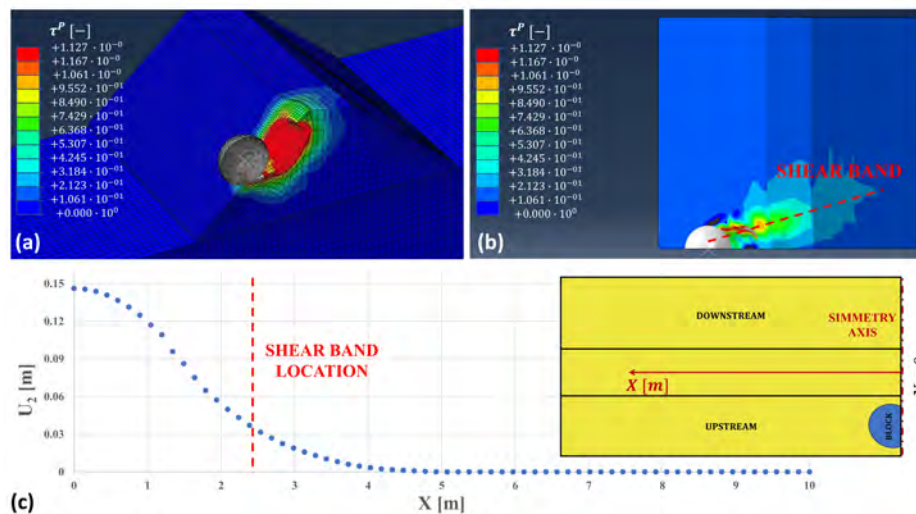 τᴾ [−]
+1.127 · 10⁻⁰
+1.167 · 10⁻⁰
+1.061 · 10⁻⁰
+9.552 · 10⁻⁰¹
+8.490 · 10⁻⁰¹
+7.429 · 10⁻⁰¹
+6.368 · 10⁻⁰¹
+5.307 · 10⁻⁰¹
+4.245 · 10⁻⁰¹
+3.184 · 10⁻⁰¹
+2.123 · 10⁻⁰¹
+1.061 · 10⁻⁰¹
+0.000 · 10⁰
(a)
τᴾ [−]
+1.127 · 10⁻⁰
+1.167 · 10⁻⁰
+1.061 · 10⁻⁰
+9.552 · 10⁻⁰¹
+8.490 · 10⁻⁰¹
+7.429 · 10⁻⁰¹
+6.368 · 10⁻⁰¹
+5.307 · 10⁻⁰¹
+4.245 · 10⁻⁰¹
+3.184 · 10⁻⁰¹
+2.123 · 10⁻⁰¹
+1.061 · 10⁻⁰¹
+0.000 · 10⁰
SHEAR BAND
(b)
0.15
0.12
0.09
0.06
0.03
0
U₂ [m]
SHEAR BAND
LOCATION
DOWNSTREAM
SIMMETRY
AXIS
X [m]
UPSTREAM
BLOCK
0 1 2 3 4 5 6 7 8 9 10
X [m]
(c)